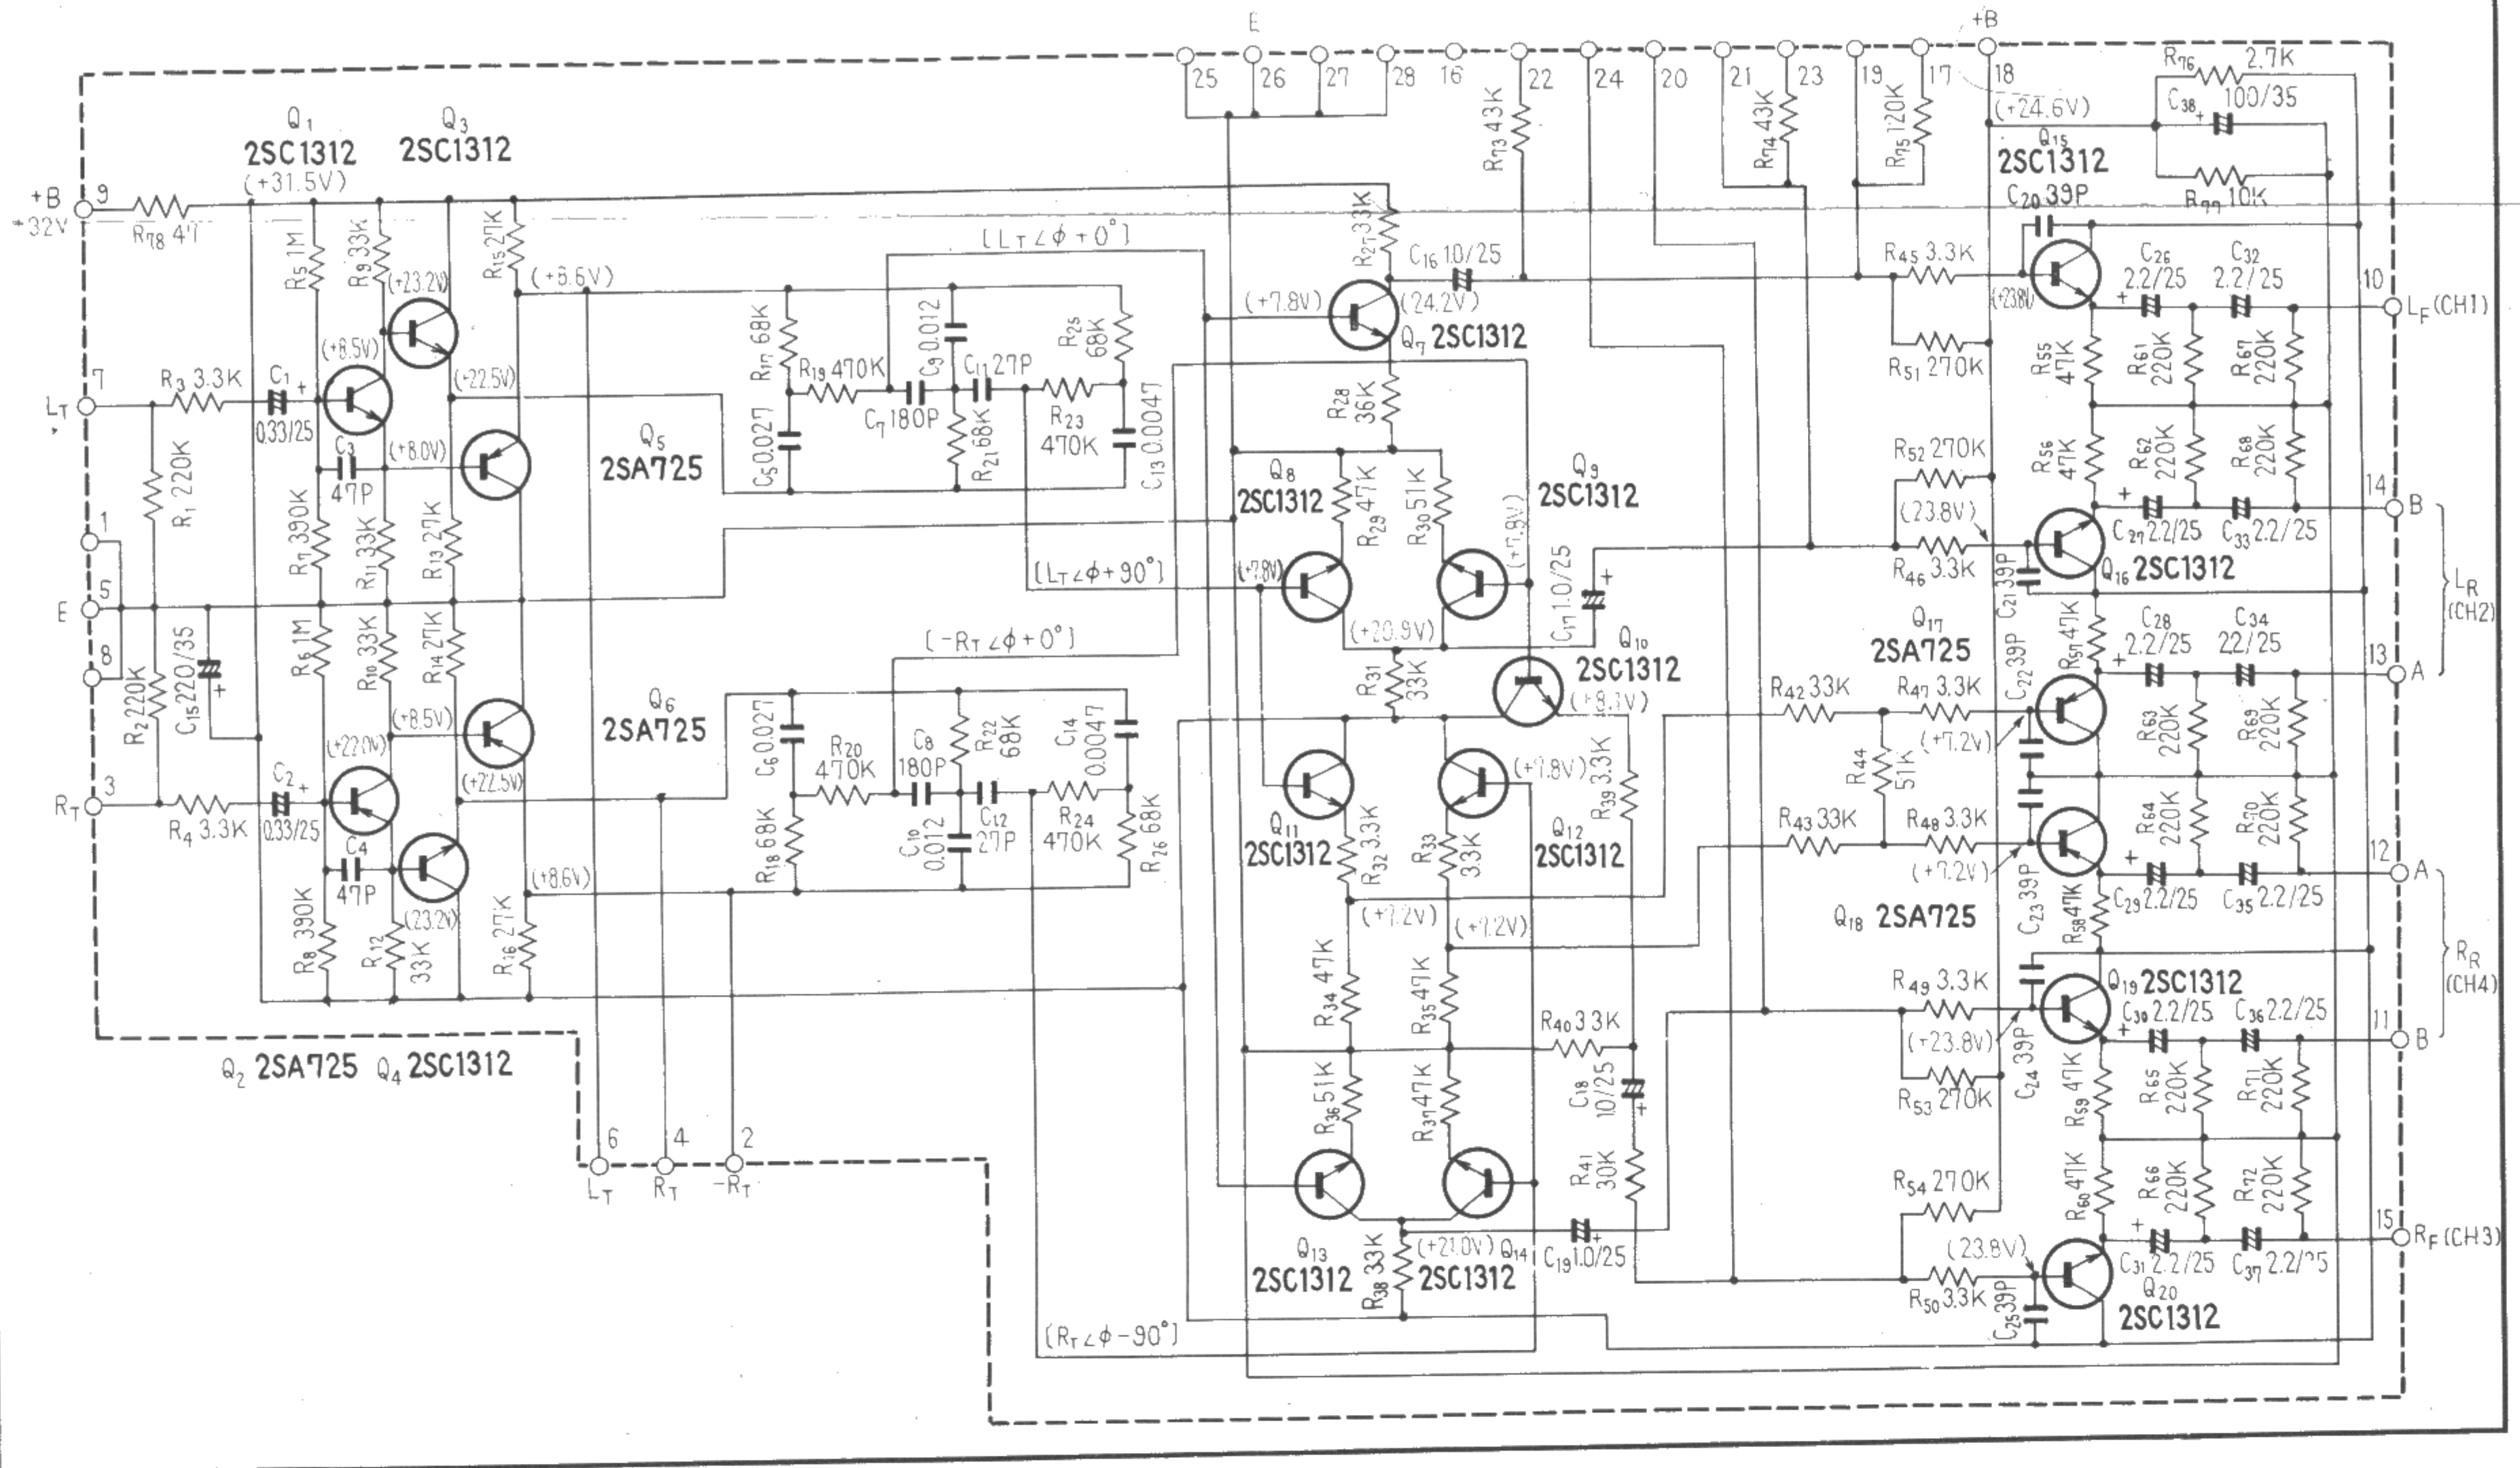 E
+B
25
26
27
28
16
22
24
20
21
23
19
17
18
R76 2.7K
C38 100/35
+
R77 10K
(+24.6V)
R73 43K
R74 43K
R75 120K
Q1
2SC1312
(+31.5V)
Q3
2SC1312
+B
+32V
9
R78 47
R5 1M
R9 33K
R15 27K
(+23.2V)
(+8.6V)
(+8.5V)
(+22.5V)
7
LT
R3 3.3K
C1
+
0.33/25
C3
47P
(+8.0V)
Q5
2SA725
R1 220K
R7 390K
R11 33K
R13 27K
1
5
E
8
R2 220K
C15 220/35
+
R6 1M
R10 33K
R14 27K
(+8.5V)
(+22.0V)
Q6
2SA725
(+22.5V)
3
RT
R4 3.3K
C2
+
0.33/25
C4
47P
(23.2V)
(+8.6V)
R8 390K
R12
33K
R16 27K
Q2 2SA725 Q4 2SC1312
6
4
2
LT
RT
-RT
[LT∠ϕ+0°]
R17 68K
R19 470K
C9 0.012
C11 27P
R25
68K
C7 180P
R21 68K
R23
470K
C5 0.027
C13 0.0047
[LT∠ϕ+90°]
[-RT∠ϕ+0°]
C6 0.027
R20
470K
C8
180P
R22
68K
C14
0.0047
R18 68K
C10
0.012
C12
27P
R24
470K
R26 68K
[RT∠ϕ-90°]
R27 33K
C16 1.0/25
(+7.8V)
(24.2V)
Q7 2SC1312
R28
36K
Q8
2SC1312
R29 47K
R30 51K
Q9
2SC1312
(+7.8V)
(+7.8V)
C17 1.0/25
+
(+20.9V)
R31
33K
Q10
2SC1312
(+8.1V)
Q11
2SC1312
R32 3.3K
R33
3.3K
(+7.8V)
Q12
2SC1312
R39 3.3K
(+7.2V)
(+7.2V)
R34 47K
R35 47K
R40 33K
R36 51K
R37 47K
C18
1.0/25
+
R41
30K
Q13
2SC1312
R38 33K
(+21.0V)
Q14
2SC1312
C19 1.0/25
+
Q15
2SC1312
C20 39P
R45 3.3K
(+23.8V)
R51 270K
C26
2.2/25
+
C32
2.2/25
10
LF (CH1)
R55
47K
R61
220K
R67
220K
R52 270K
(23.8V)
R46 3.3K
R56
47K
R62
220K
R68
220K
+
C27 2.2/25
C33 2.2/25
14
B
C21 39P
Q16 2SC1312
LR
(CH2)
Q17
2SA725
C22 39P
R57 47K
C28
2.2/25
+
C34
22/25
13
A
R42 33K
R47 3.3K
(+7.2V)
R63
220K
R69
220K
R44
51K
R43 33K
R48 3.3K
(+7.2V)
R64
220K
R70
220K
12
A
+
C29 2.2/25
C35 2.2/25
Q18 2SA725
C23 39P
R58 47K
RR
(CH4)
R49 3.3K
Q19 2SC1312
C30 2.2/25
+
C36 2.2/25
11
B
(+23.8V)
C24 39P
R53 270K
R59 47K
R65
220K
R71
220K
R54 270K
R60 47K
R66
220K
R72
220K
15
RF (CH3)
(23.8V)
+
C31 2.2/25
C37
R50 3.3K
C25 39P
Q20
2SC1312